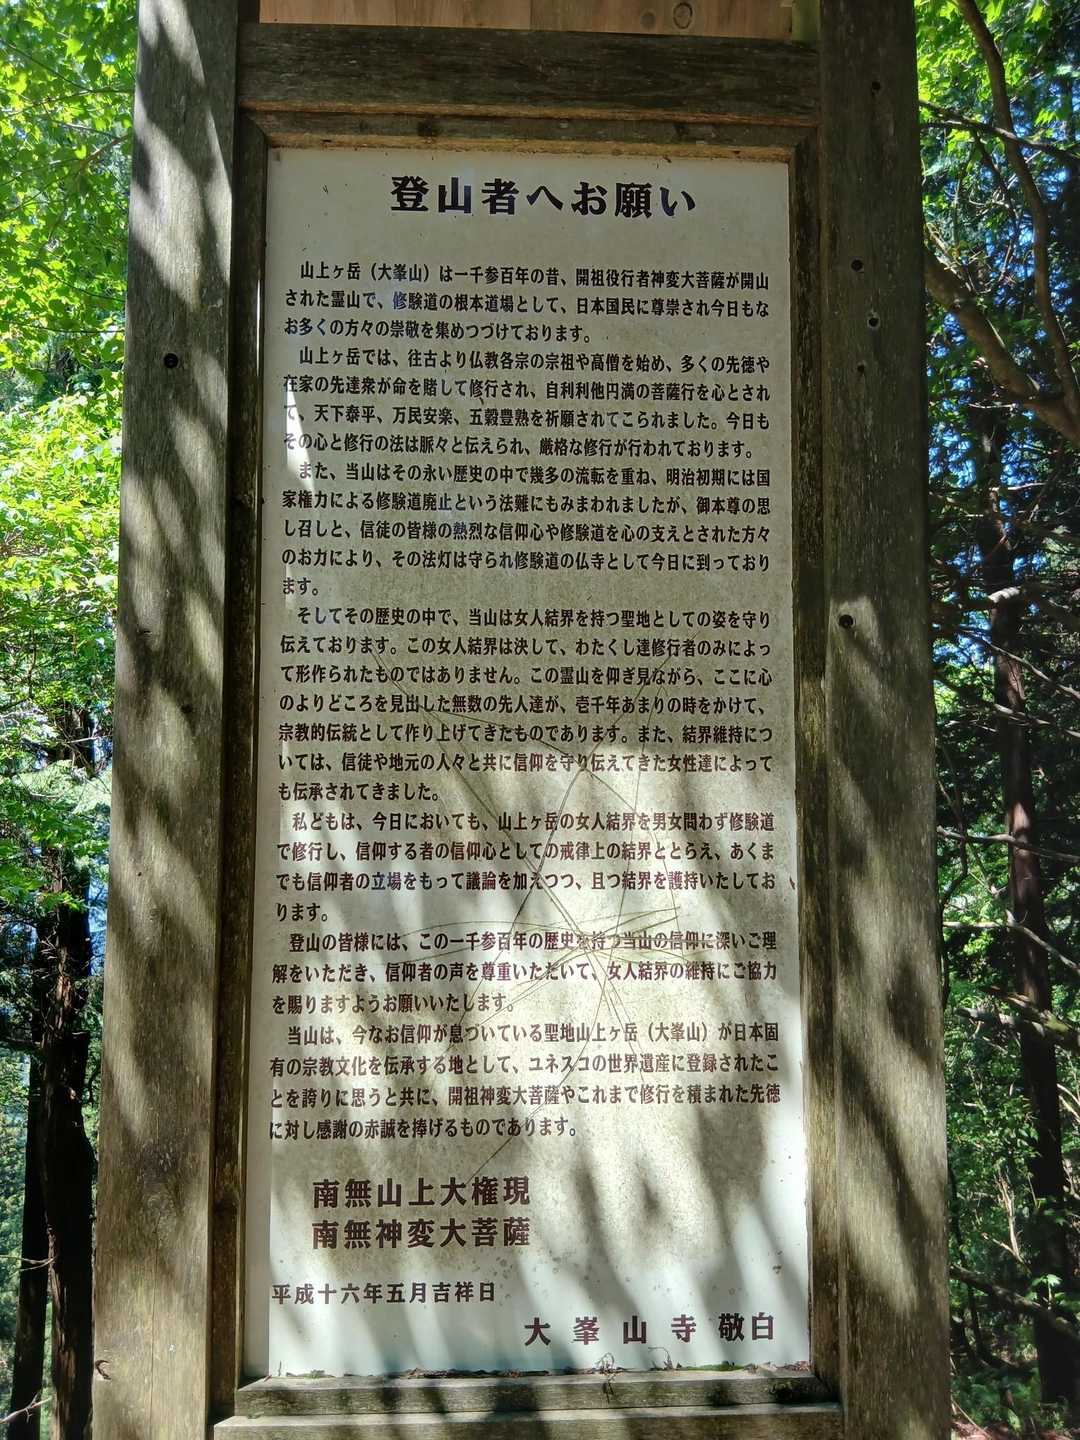 登山者へお願い
山上ヶ岳（大峯山）は一千参百年の昔、開祖役行者神変大菩薩が開山
された霊山で、修験道の根本道場として、日本国民に尊崇され今日もな
お多くの方々の崇敬を集めつづけております。
山上ヶ岳では、往古より仏教各宗の宗祖や高僧を始め、多くの先徳や
在家の先達衆が命を賭して修行され、自利利他円満の菩薩行を心とされ
て、天下泰平、万民安楽、五穀豊熟を祈願されてこられました。今日も
その心と修行の法は脈々と伝えられ、厳格な修行が行われております。
また、当山はその永い歴史の中で幾多の流転を重ね、明治初期には国
家権力による修験道廃止という法難にもみまわれましたが、御本尊の思
し召しと、信徒の皆様の熱烈な信仰心や修験道を心の支えとされた方々
のお力により、その法灯は守られ修験道の仏寺として今日に到っており
ます。
そしてその歴史の中で、当山は女人結界を持つ聖地としての姿を守り
伝えております。この女人結界は決して、わたくし達修行者のみによっ
て形作られたものではありません。この霊山を仰ぎ見ながら、ここに心
のよりどころを見出した無数の先人達が、壱千年あまりの時をかけて、
宗教的伝統として作り上げてきたものであります。また、結界維持につ
いては、信徒や地元の人々と共に信仰を守り伝えてきた女性達によって
も伝承されてきました。
私どもは、今日においても、山上ヶ岳の女人結界を男女問わず修験道
で修行し、信仰する者の信仰心としての戒律上の結界ととらえ、あくま
でも信仰者の立場をもって議論を加えつつ、且つ結界を護持いたしてお
ります。
登山の皆様には、この一千参百年の歴史を持つ当山の信仰に深いご理
解をいただき、信仰者の声を尊重いただいて、女人結界の維持にご協力
を賜りますようお願いいたします。
当山は、今なお信仰が息づいている聖地山上ヶ岳（大峯山）が日本固
有の宗教文化を伝承する地として、ユネスコの世界遺産に登録されたこ
とを誇りに思うと共に、開祖神変大菩薩やこれまで修行を積まれた先徳
に対し感謝の赤誠を捧げるものであります。
南無山上大権現
南無神変大菩薩
平成十六年五月吉祥日
大峯山寺 敬白